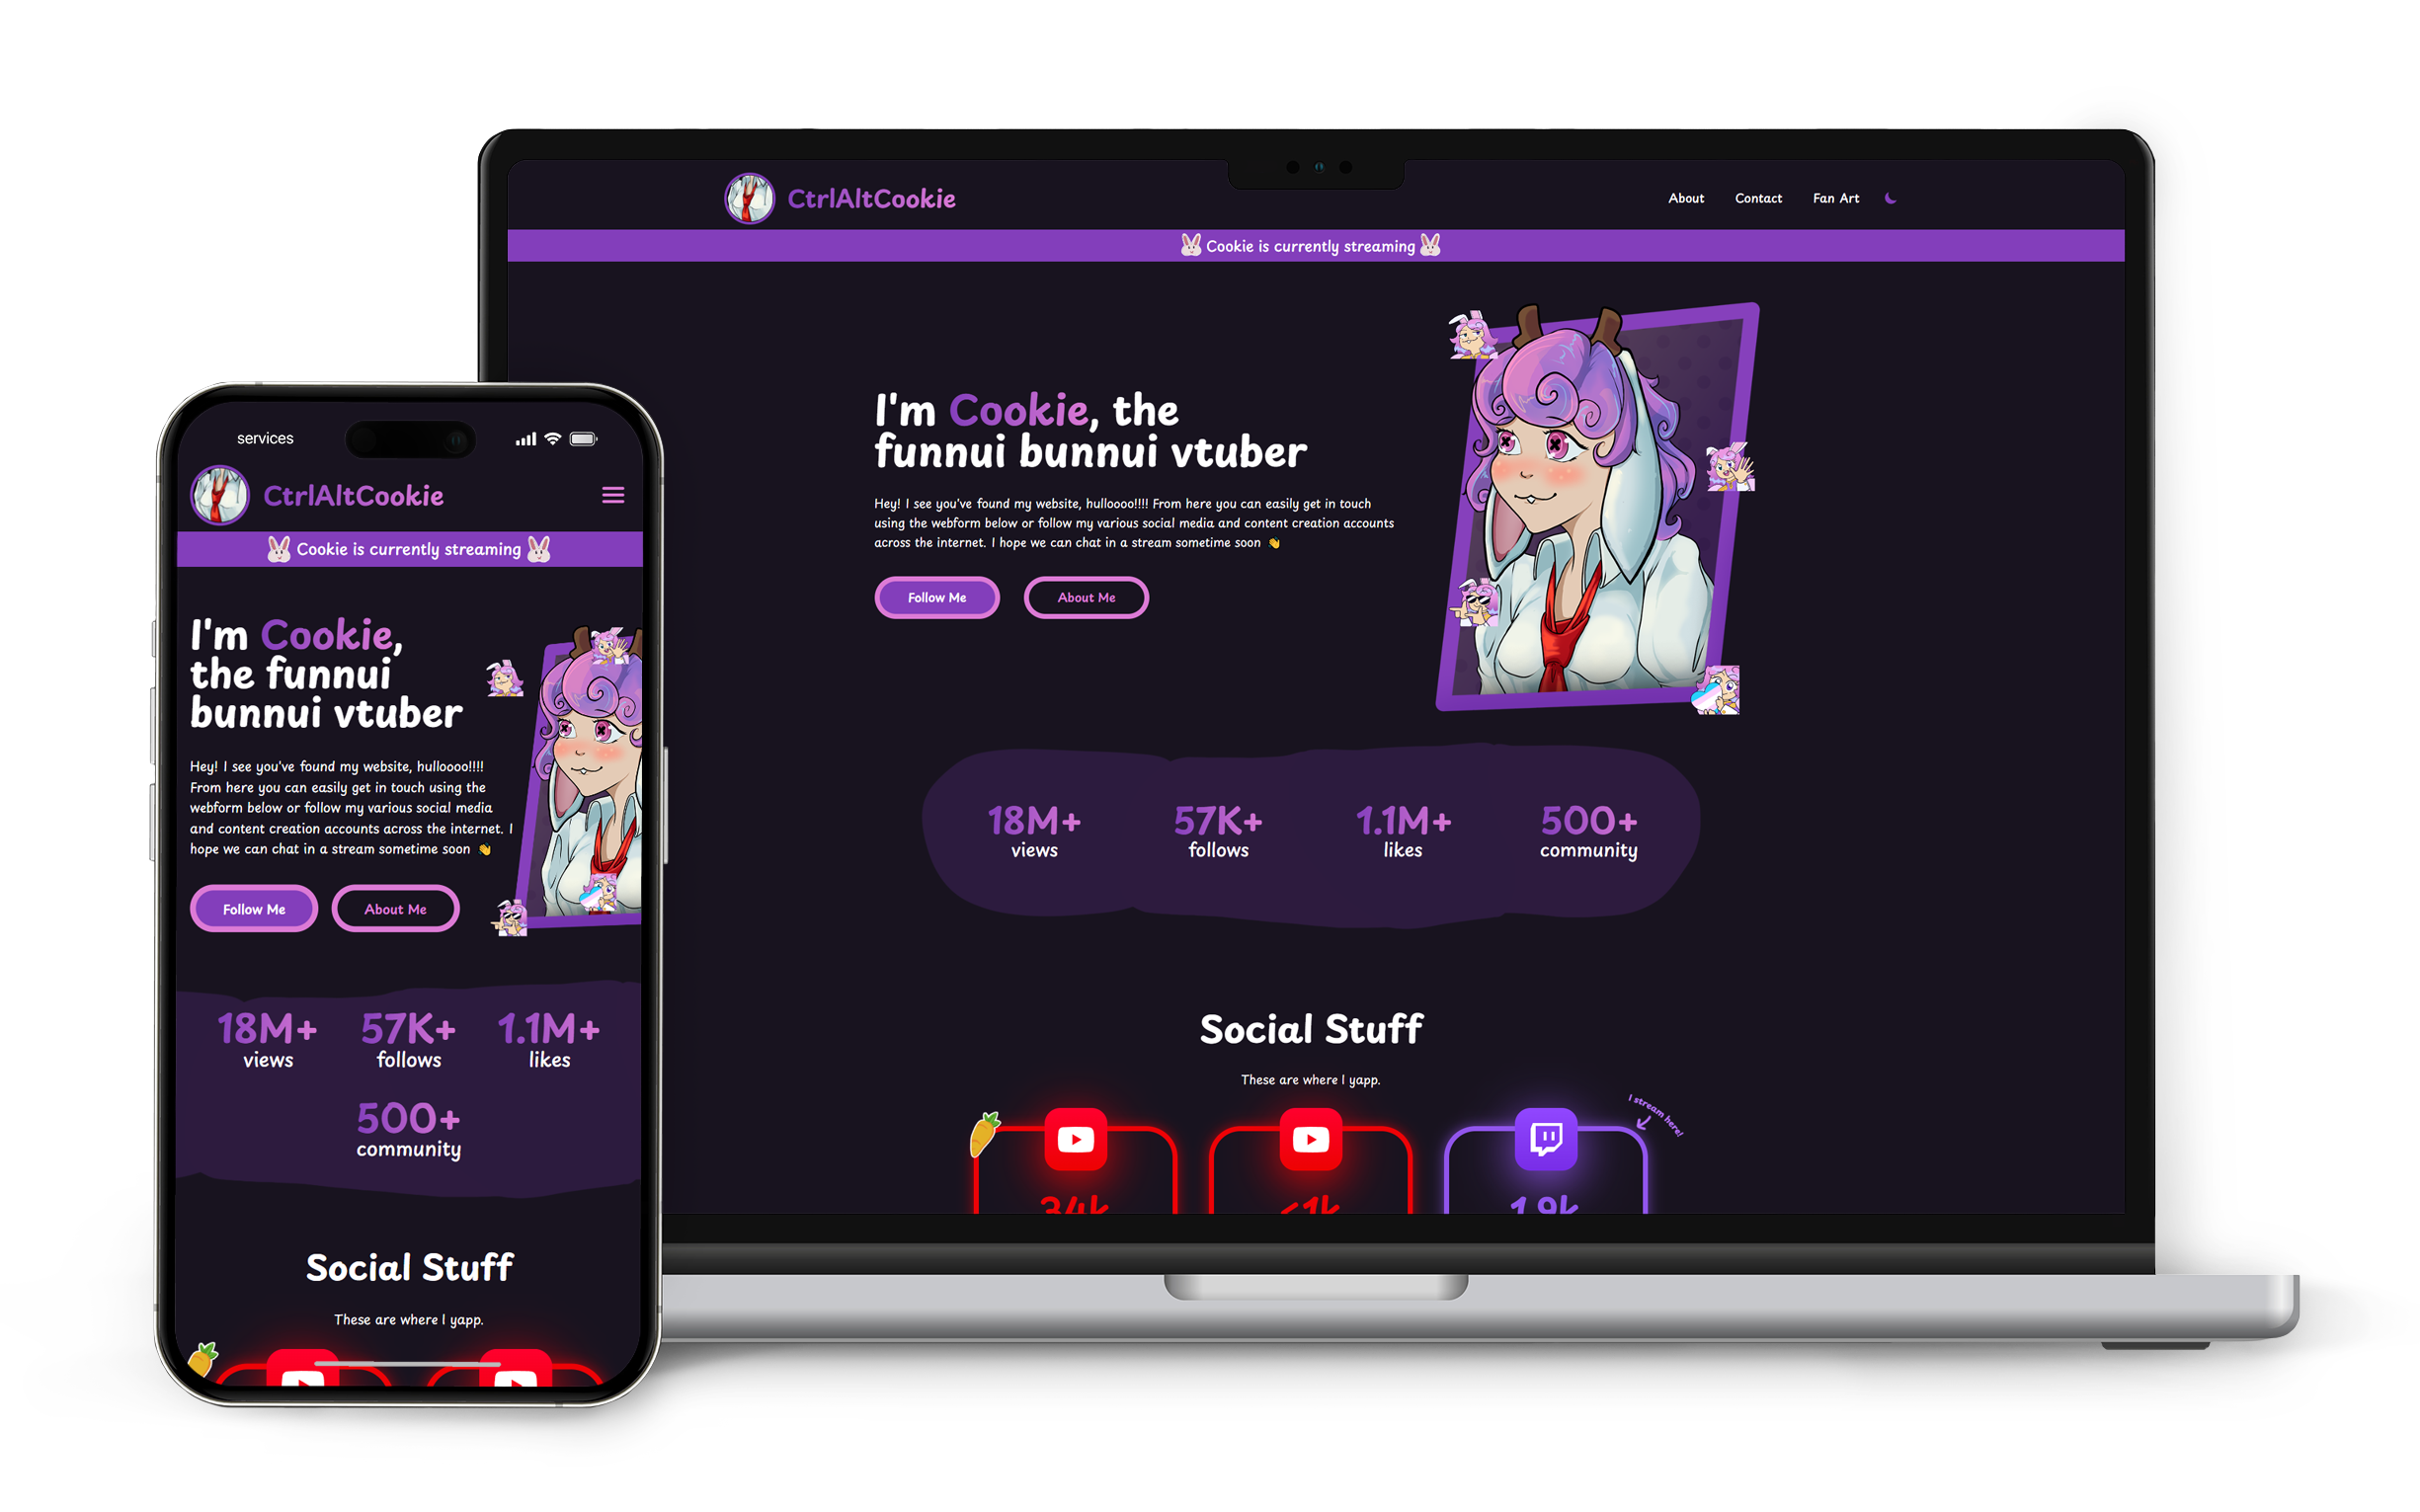 CtrlAltCookie
About
Contact
Fan Art
Cookie is currently streaming
I'm Cookie, the
funnui bunnui vtuber
Hey! I see you've found my website, hulloooo!!!! From here you can easily get in touch
using the webform below or follow my various social media and content creation accounts
across the internet. I hope we can chat in a stream sometime soon 👋
Follow Me
About Me
18M+
views
57K+
follows
1.1M+
likes
500+
community
Social Stuff
These are where I yapp.
I stream here!
34k
<1k
1.9k
services
CtrlAltCookie
Cookie is currently streaming
I'm Cookie,
the funnui
bunnui vtuber
Hey! I see you've found my website, hulloooo!!!!
From here you can easily get in touch using the
webform below or follow my various social media
and content creation accounts across the internet. I
hope we can chat in a stream sometime soon 👋
Follow Me
About Me
18M+
views
57K+
follows
1.1M+
likes
500+
community
Social Stuff
These are where I yapp.